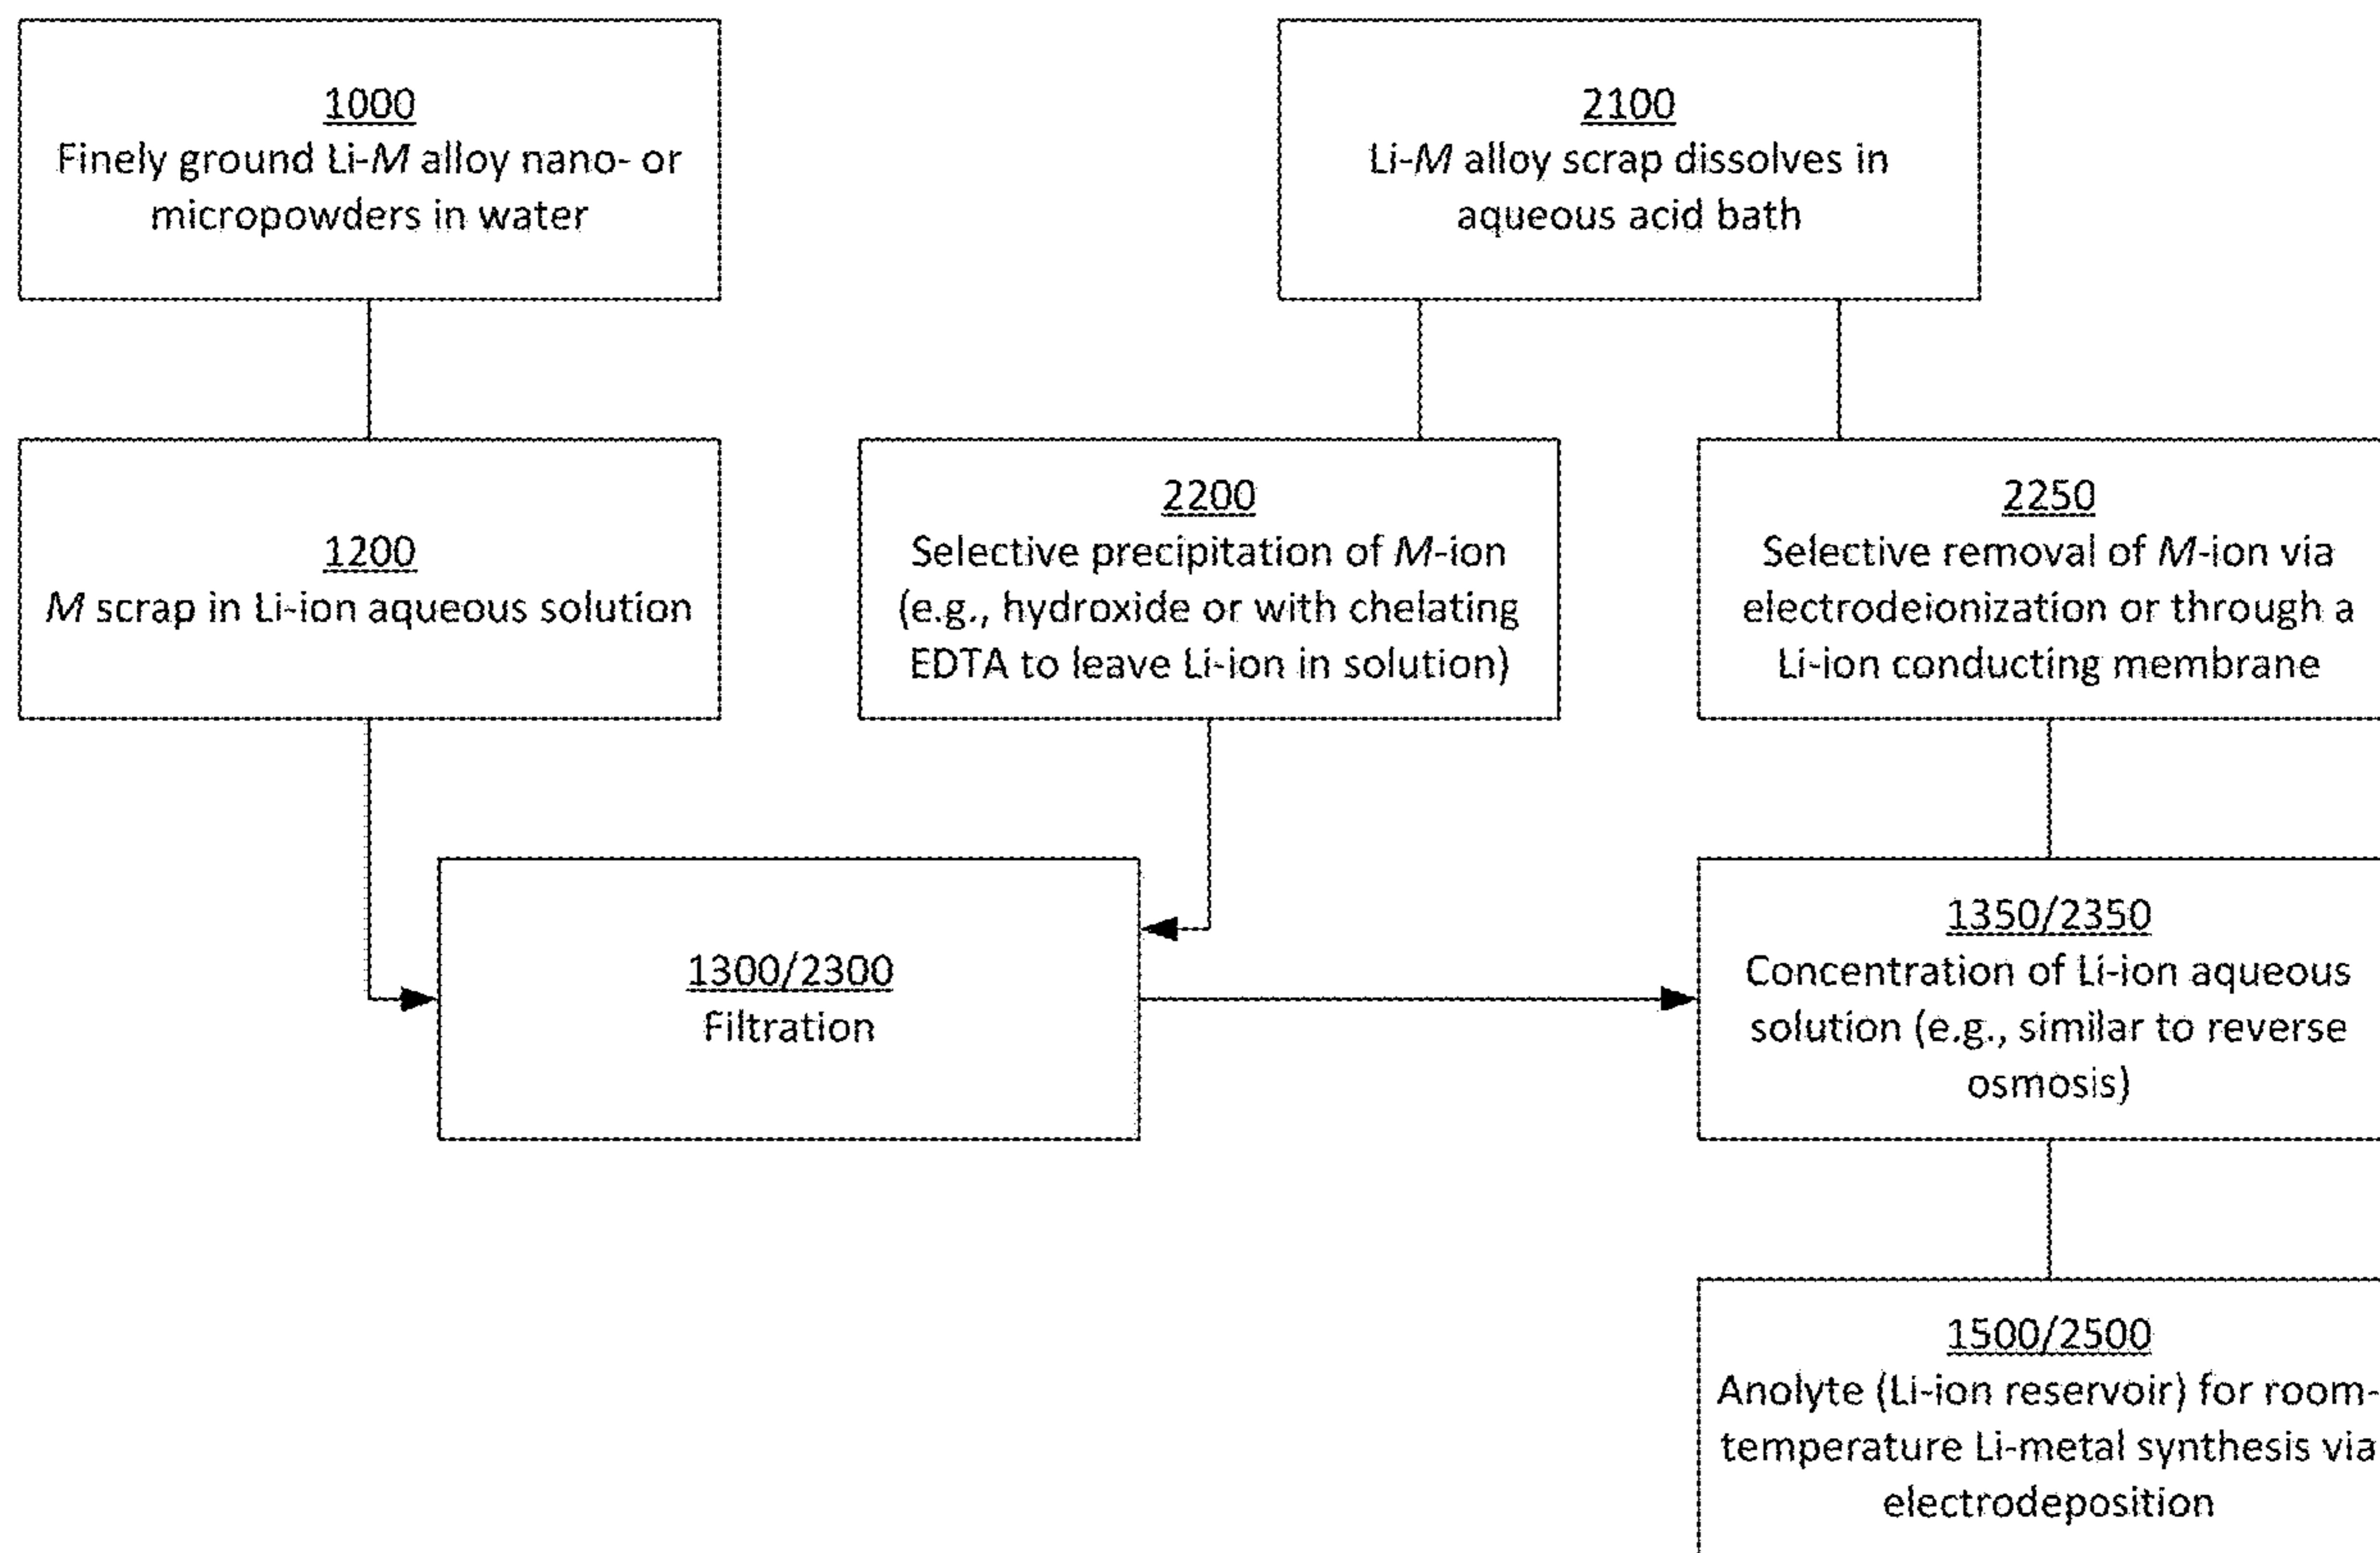 1000
Finely ground Li-M alloy nano- or
micropowders in water
2100
Li-M alloy scrap dissolves in
aqueous acid bath
1200
M scrap in Li-ion aqueous solution
2200
Selective precipitation of M-ion
(e.g., hydroxide or with chelating
EDTA to leave Li-ion in solution)
2250
Selective removal of M-ion via
electrodeionization or through a
Li-ion conducting membrane
1300/2300
Filtration
1350/2350
Concentration of Li-ion aqueous
solution (e.g., similar to reverse
osmosis)
1500/2500
Anolyte (Li-ion reservoir) for room-
temperature Li-metal synthesis via
electrodeposition